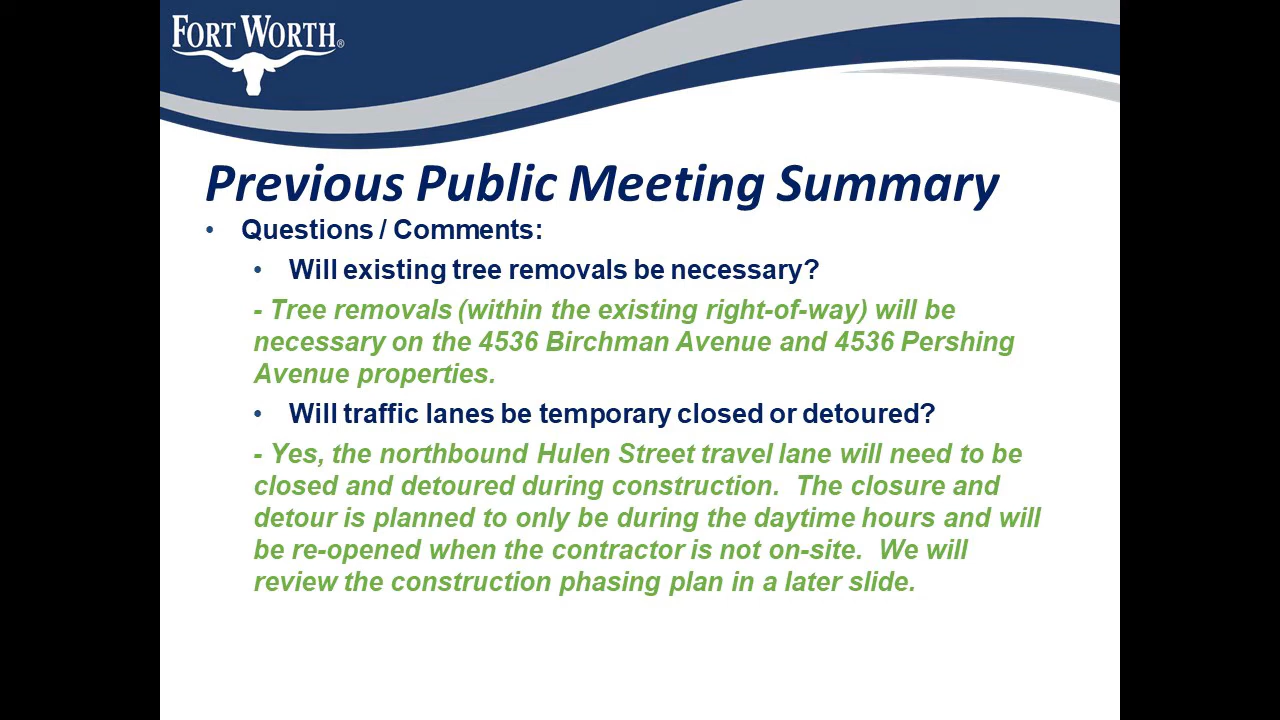 FORT WORTH®
Previous Public Meeting Summary
• Questions / Comments:
• Will existing tree removals be necessary?
- Tree removals (within the existing right-of-way) will be
necessary on the 4536 Birchman Avenue and 4536 Pershing
Avenue properties.
• Will traffic lanes be temporary closed or detoured?
- Yes, the northbound Hulen Street travel lane will need to be
closed and detoured during construction.  The closure and
detour is planned to only be during the daytime hours and will
be re-opened when the contractor is not on-site.  We will
review the construction phasing plan in a later slide.